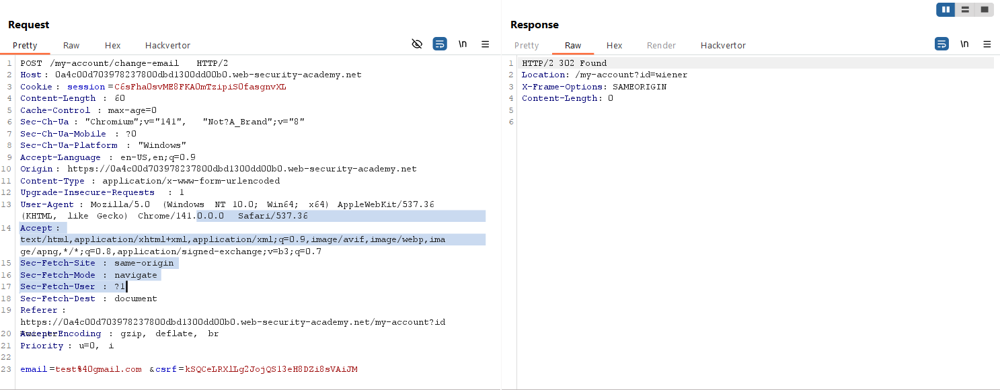 Request
Pretty Raw Hex Hackvertor \n
1 POST /my-account/change-email HTTP/2
2 Host: 0a4c00d703978237800dbd1300dd00b0.web-security-academy.net
3 Cookie: session=C6sFhaOsvME8FKAOmTzipiSOfasgnvXL
4 Content-Length : 60
5 Cache-Control : max-age=0
6 Sec-Ch-Ua : "Chromium";v="141", "Not?A_Brand";v="8"
7 Sec-Ch-Ua-Mobile : ?0
8 Sec-Ch-Ua-Platform : "Windows"
9 Accept-Language : en-US,en;q=0.9
10 Origin: https://0a4c00d703978237800dbd1300dd00b0.web-security-academy.net
11 Content-Type : application/x-www-form-urlencoded
12 Upgrade-Insecure-Requests : 1
13 User-Agent: Mozilla/5.0 (Windows NT 10.0; Win64; x64) AppleWebKit/537.36
(KHTML, like Gecko) Chrome/141.0.0.0 Safari/537.36
14 Accept:
text/html,application/xhtml+xml,application/xml;q=0.9,image/avif,image/webp,ima
ge/apng,*/*;q=0.8,application/signed-exchange;v=b3;q=0.7
15 Sec-Fetch-Site : same-origin
16 Sec-Fetch-Mode : navigate
17 Sec-Fetch-User : ?1
18 Sec-Fetch-Dest : document
19 Referer:
https://0a4c00d703978237800dbd1300dd00b0.web-security-academy.net/my-account?id
20 Accept-Encoding : gzip, deflate, br
21 Priority: u=0, i
22
23 email=test%40gmail.com &csrf=kSQCeLRXlLg2JojQS13eH8DZi8sVAiJM
Response
Pretty Raw Hex Render Hackvertor \n
1 HTTP/2 302 Found
2 Location: /my-account?id=wiener
3 X-Frame-Options: SAMEORIGIN
4 Content-Length: 0
5
6